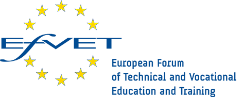 EfVET
European Forum
of Technical and Vocational
Education and Training